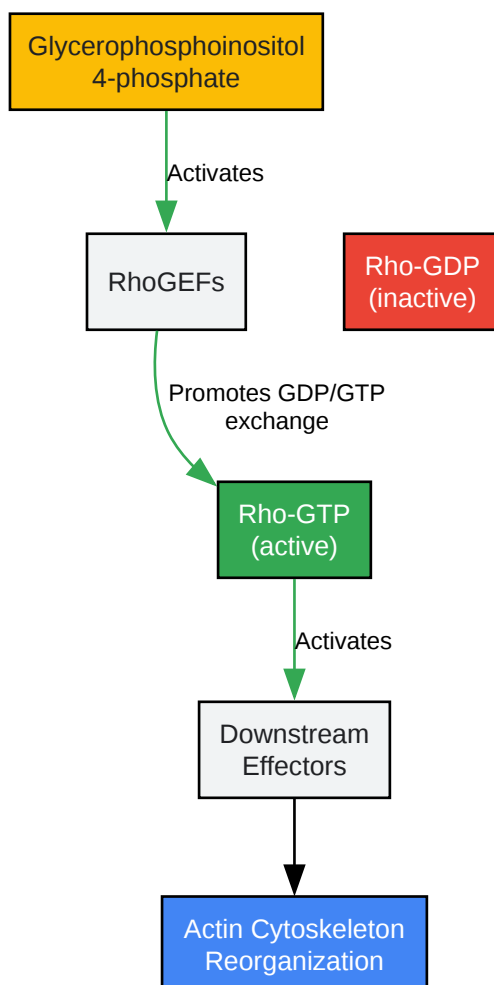 Glycerophosphoinositol
4-phosphate
Activates
RhoGEFs
Rho-GDP
(inactive)
Promotes GDP/GTP
exchange
Rho-GTP
(active)
Activates
Downstream
Effectors
Actin Cytoskeleton
Reorganization